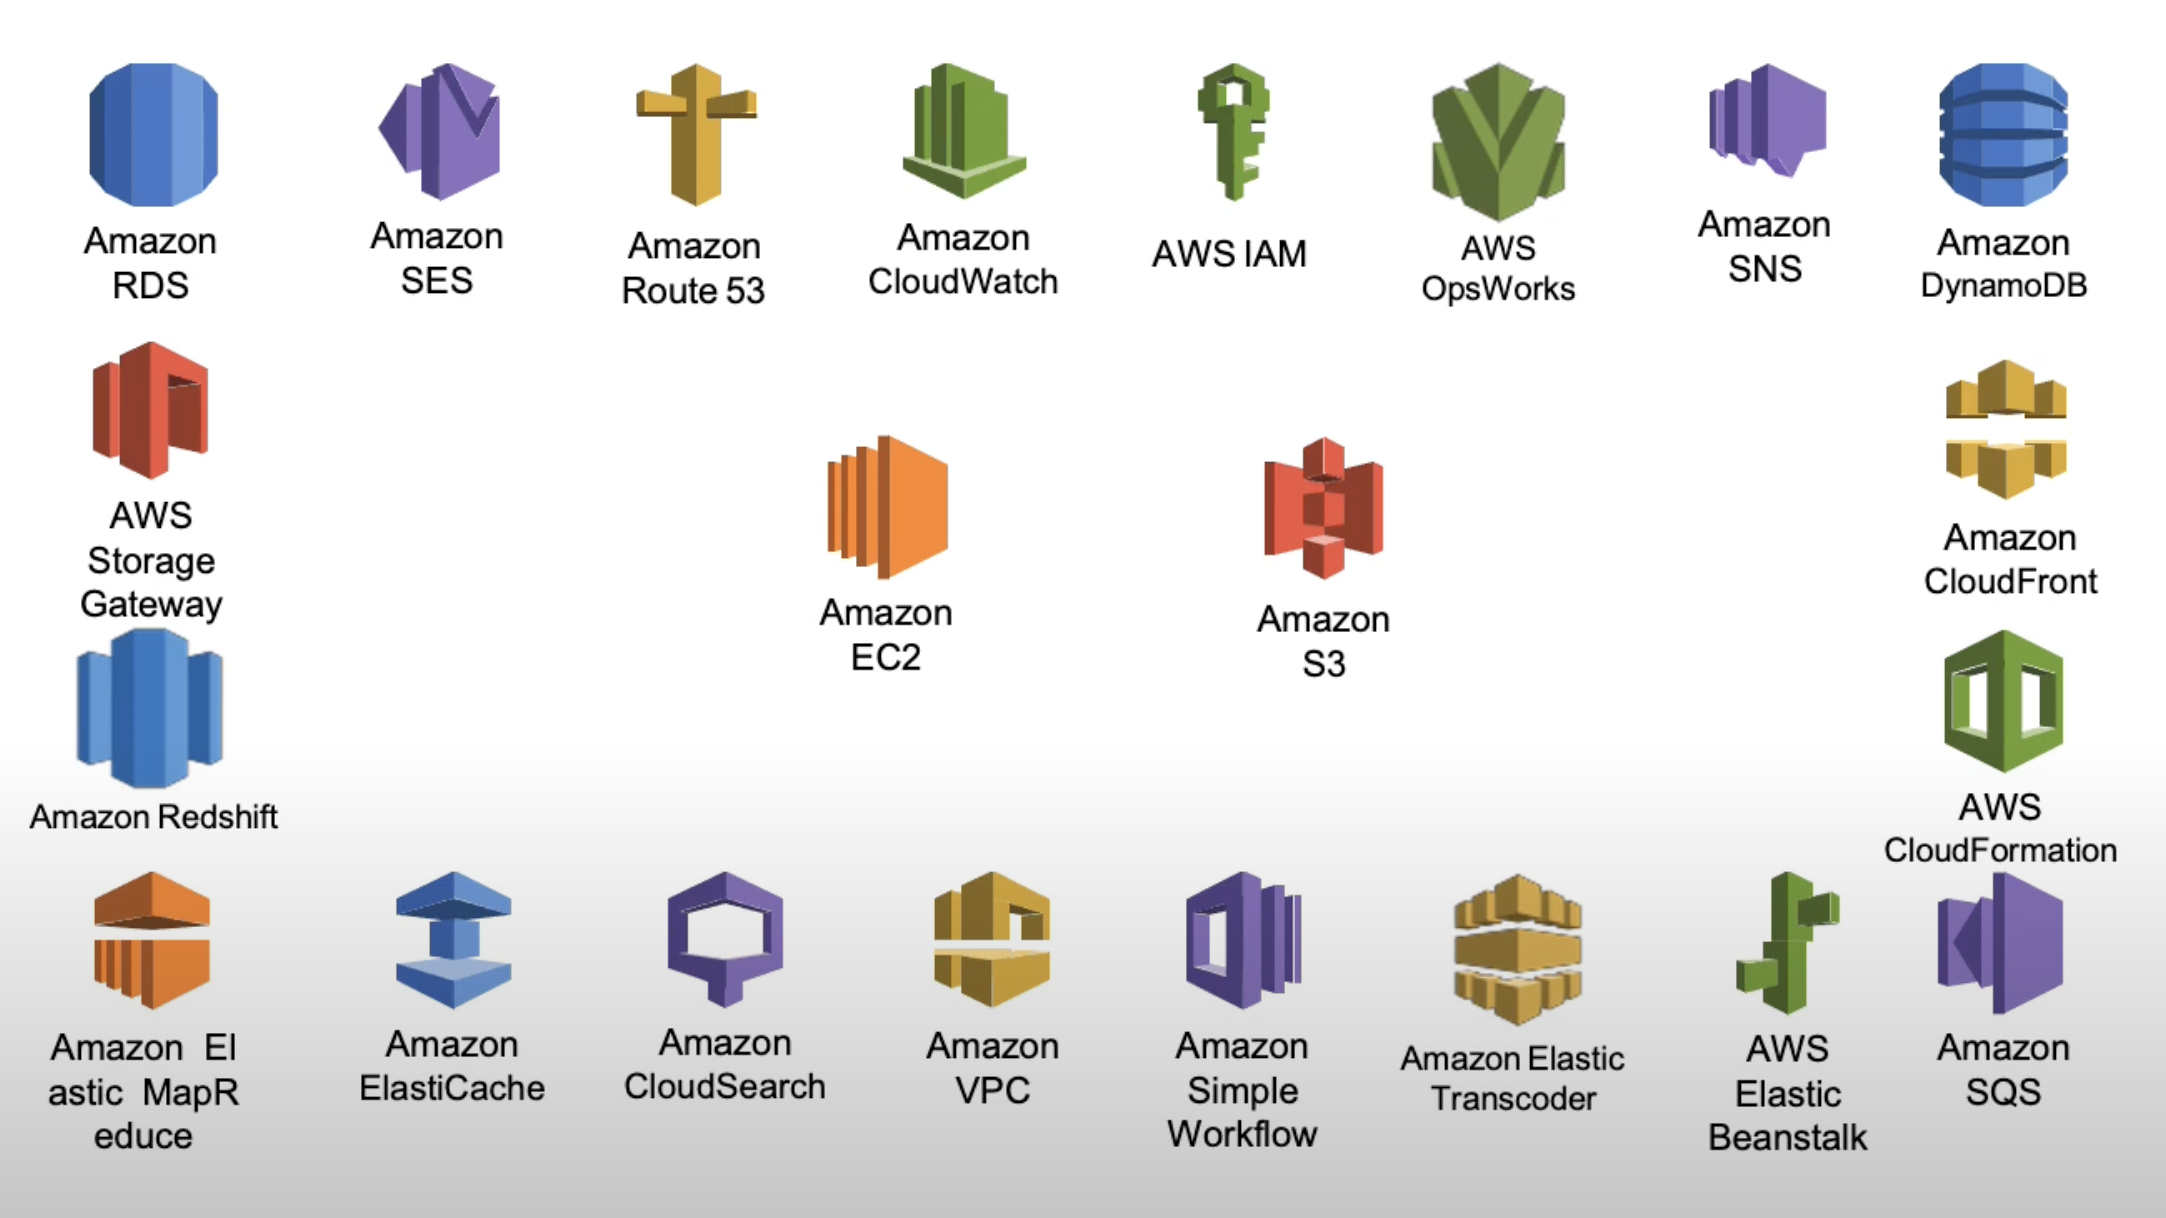 Amazon
RDS
Amazon
SES
Amazon
Route 53
Amazon
CloudWatch
AWS IAM
AWS
OpsWorks
Amazon
SNS
Amazon
DynamoDB
AWS
Storage
Gateway
Amazon
EC2
Amazon
S3
Amazon
CloudFront
Amazon Redshift
AWS
CloudFormation
Amazon El
astic MapR
educe
Amazon
ElastiCache
Amazon
CloudSearch
Amazon
VPC
Amazon
Simple
Workflow
Amazon Elastic
Transcoder
AWS
Elastic
Beanstalk
Amazon
SQS